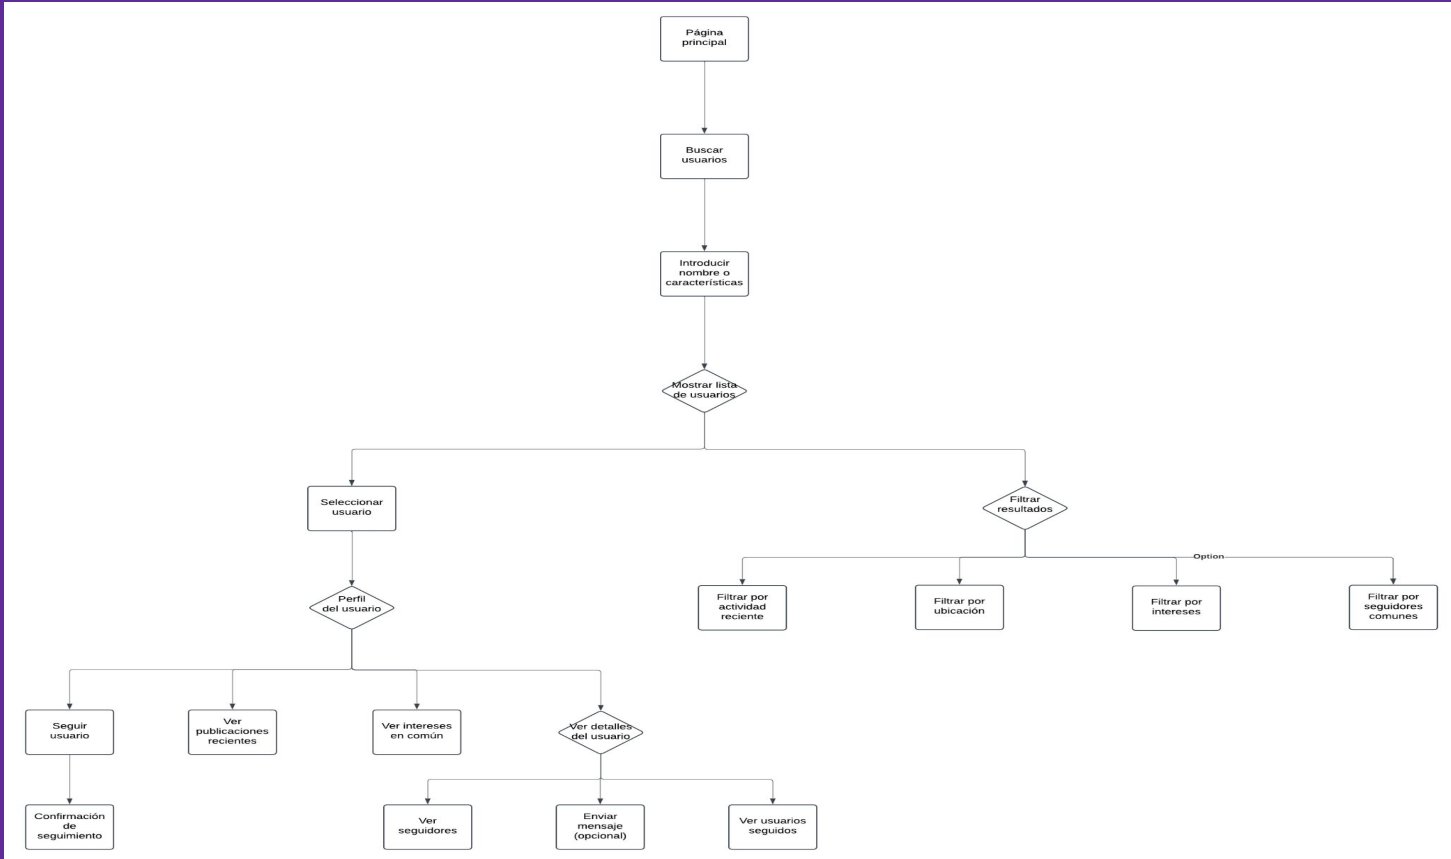 Página
principal
Buscar
usuarios
Introducir
nombre o
características
Mostrar lista
de usuarios
Seleccionar
usuario
Filtrar
resultados
Option
Perfil
del usuario
Filtrar por
actividad
reciente
Filtrar por
ubicación
Filtrar por
intereses
Filtrar por
seguidores
comunes
Seguir
usuario
Ver
publicaciones
recientes
Ver intereses
en común
Ver detalles
del usuario
Confirmación
de
seguimiento
Ver
seguidores
Enviar
mensaje
(opcional)
Ver usuarios
seguidos